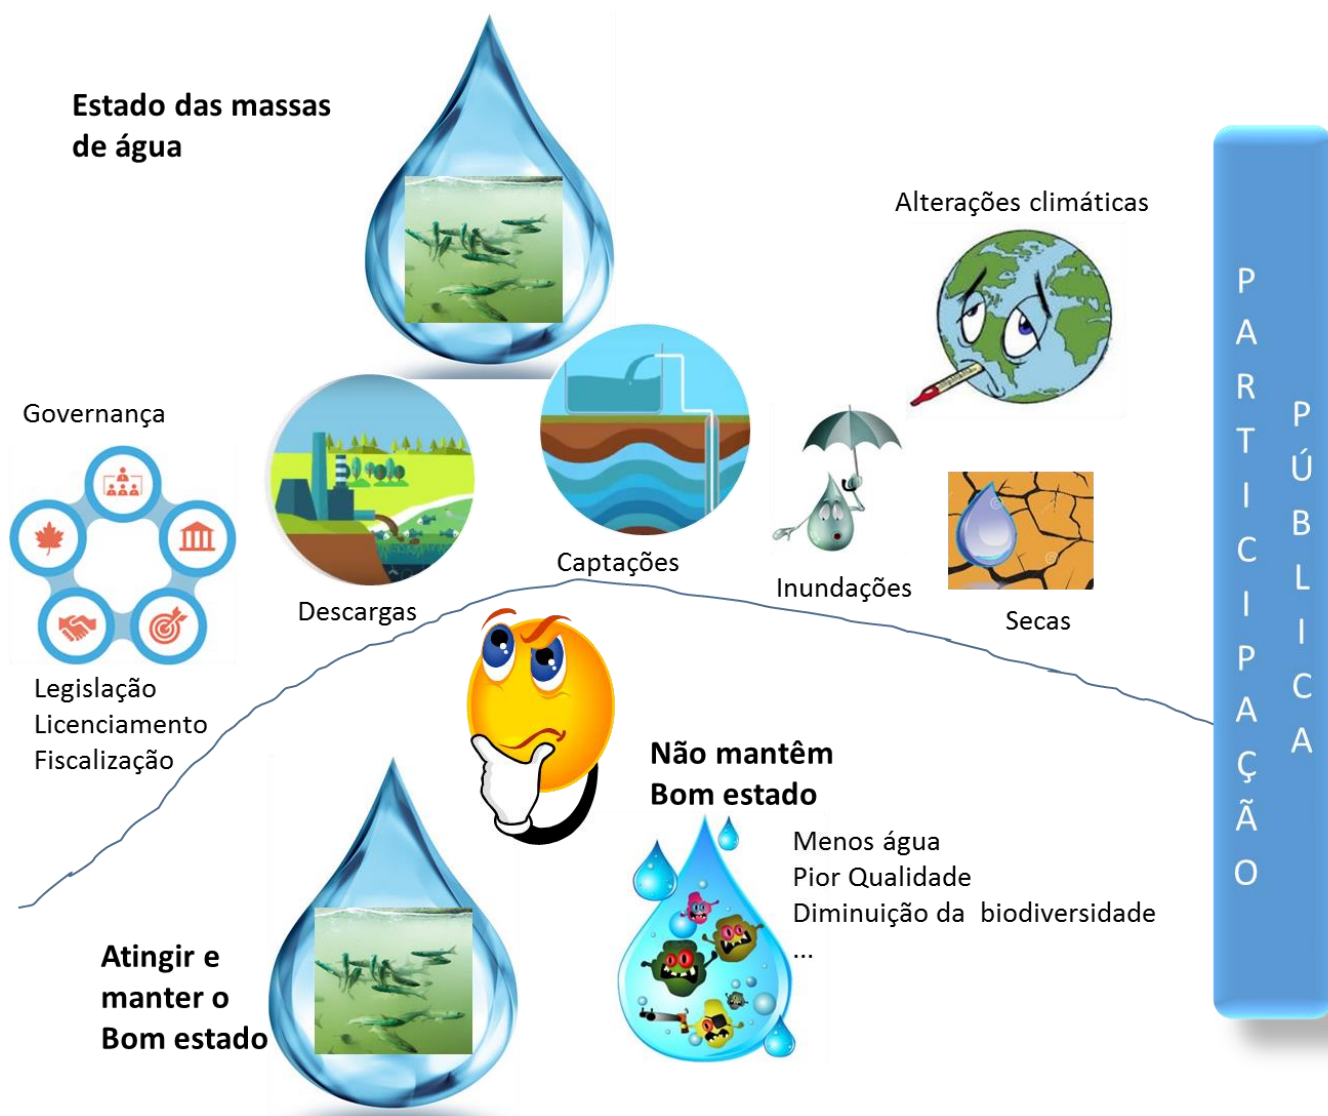 Estado das massas
de água
Alterações climáticas
Governança
Captações
Inundações
Descargas
Secas
Legislação
Licenciamento
Fiscalização
Não mantêm
Bom estado
Menos água
Pior Qualidade
Diminuição da biodiversidade
...
Atingir e
manter o
Bom estado
PARTICIPAÇÃO
PÚBLICA